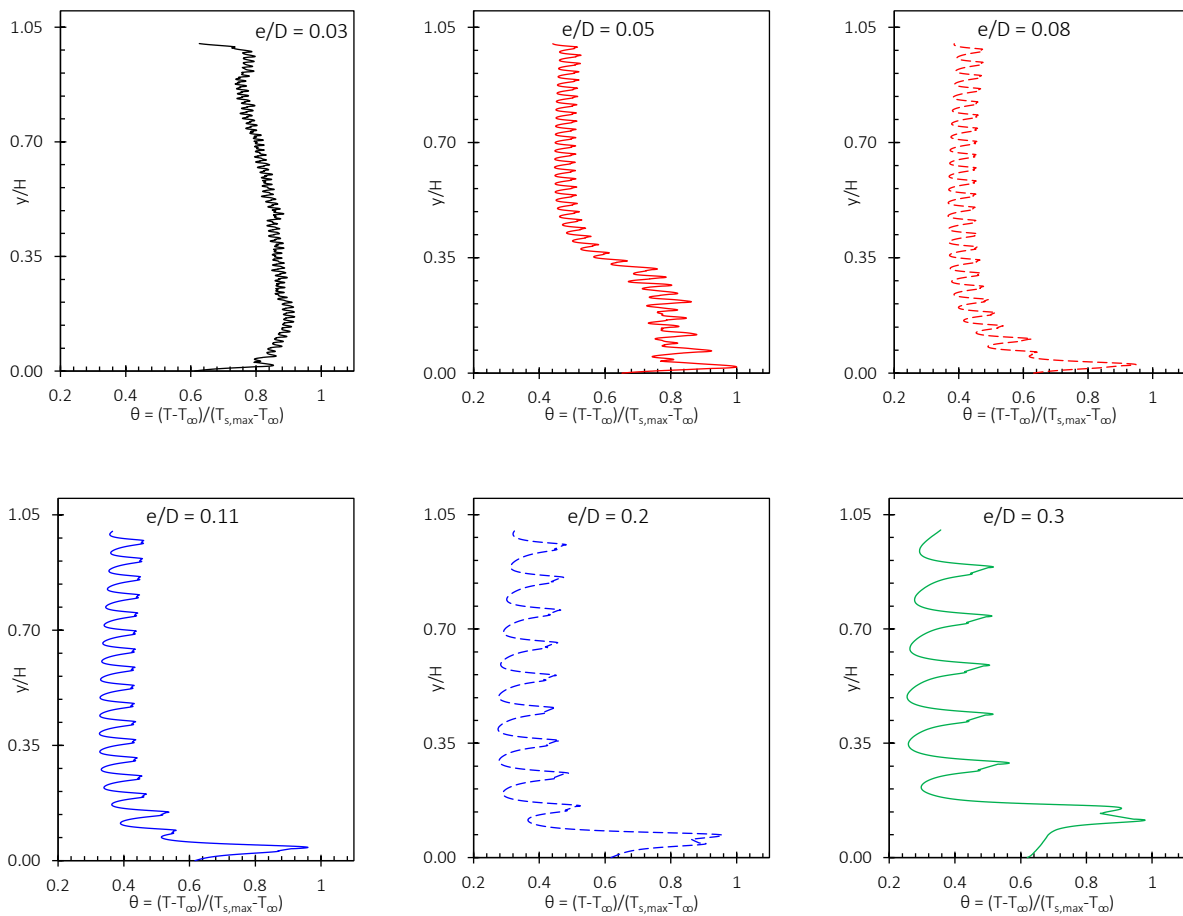 e/D = 0.03
1.05
0.70
0.35
0.00
y/H
0.2 0.4 0.6 0.8 1
θ = (T-T∞)/(Ts,max-T∞)
e/D = 0.05
1.05
0.70
0.35
0.00
y/H
0.2 0.4 0.6 0.8 1
θ = (T-T∞)/(Ts,max-T∞)
e/D = 0.08
1.05
0.70
0.35
0.00
y/H
0.2 0.4 0.6 0.8 1
θ = (T-T∞)/(Ts,max-T∞)
e/D = 0.11
1.05
0.70
0.35
0.00
y/H
0.2 0.4 0.6 0.8 1
θ = (T-T∞)/(Ts,max-T∞)
e/D = 0.2
1.05
0.70
0.35
0.00
y/H
0.2 0.4 0.6 0.8 1
θ = (T-T∞)/(Ts,max-T∞)
e/D = 0.3
1.05
0.70
0.35
0.00
y/H
0.2 0.4 0.6 0.8 1
θ = (T-T∞)/(Ts,max-T∞)